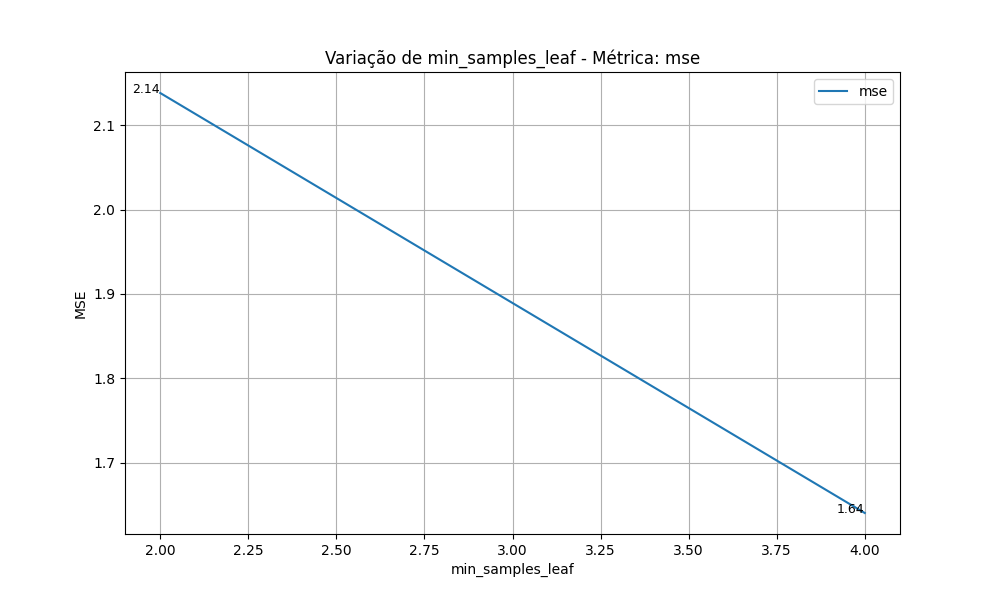 Variação de min_samples_leaf - Métrica: mse
mse
2.14
1.64
MSE
2.1
2.0
1.9
1.8
1.7
2.00 2.25 2.50 2.75 3.00 3.25 3.50 3.75 4.00
min_samples_leaf